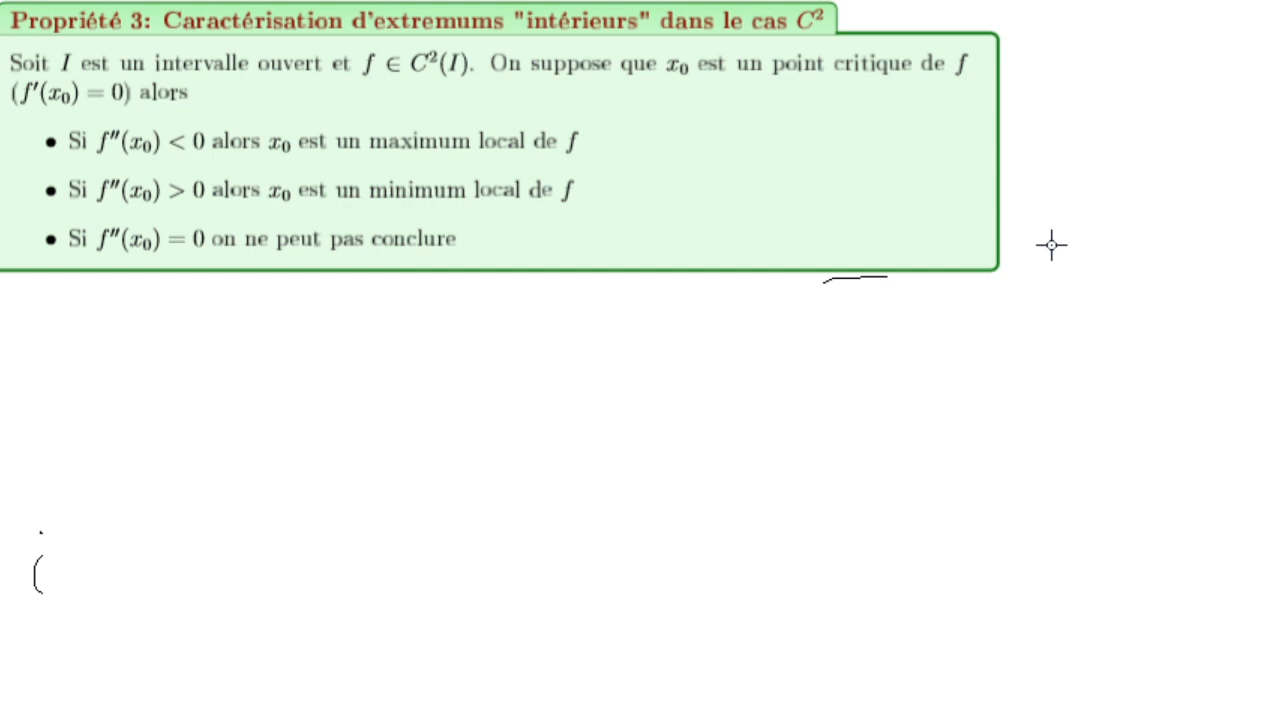 Propriété 3: Caractérisation d'extremums "intérieurs" dans le cas C²
Soit I est un intervalle ouvert et f ∈ C²(I). On suppose que x₀ est un point critique de f
(f′(x₀) = 0) alors
• Si f″(x₀) < 0 alors x₀ est un maximum local de f
• Si f″(x₀) > 0 alors x₀ est un minimum local de f
• Si f″(x₀) = 0 on ne peut pas conclure
(